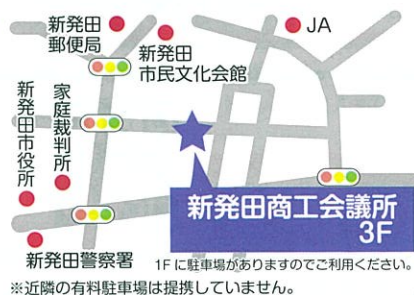 新発田
郵便局
新発田
市民文化会館
JA
家庭裁判所
新発田市役所
新発田商工会議所
3F
新発田警察署
1Fに駐車場がありますのでご利用ください。
※近隣の有料駐車場は提携していません。